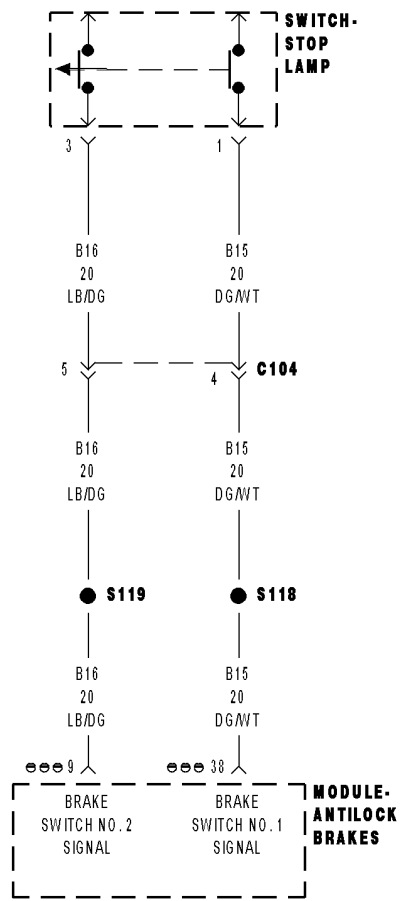 SWITCH-
STOP
LAMP
3
1
B16
20
LB/DG
B15
20
DG/WT
5
4
C104
B16
20
LB/DG
B15
20
DG/WT
S119
S118
B16
20
LB/DG
B15
20
DG/WT
9
38
BRAKE
SWITCH NO. 2
SIGNAL
BRAKE
SWITCH NO. 1
SIGNAL
MODULE-
ANTILOCK
BRAKES